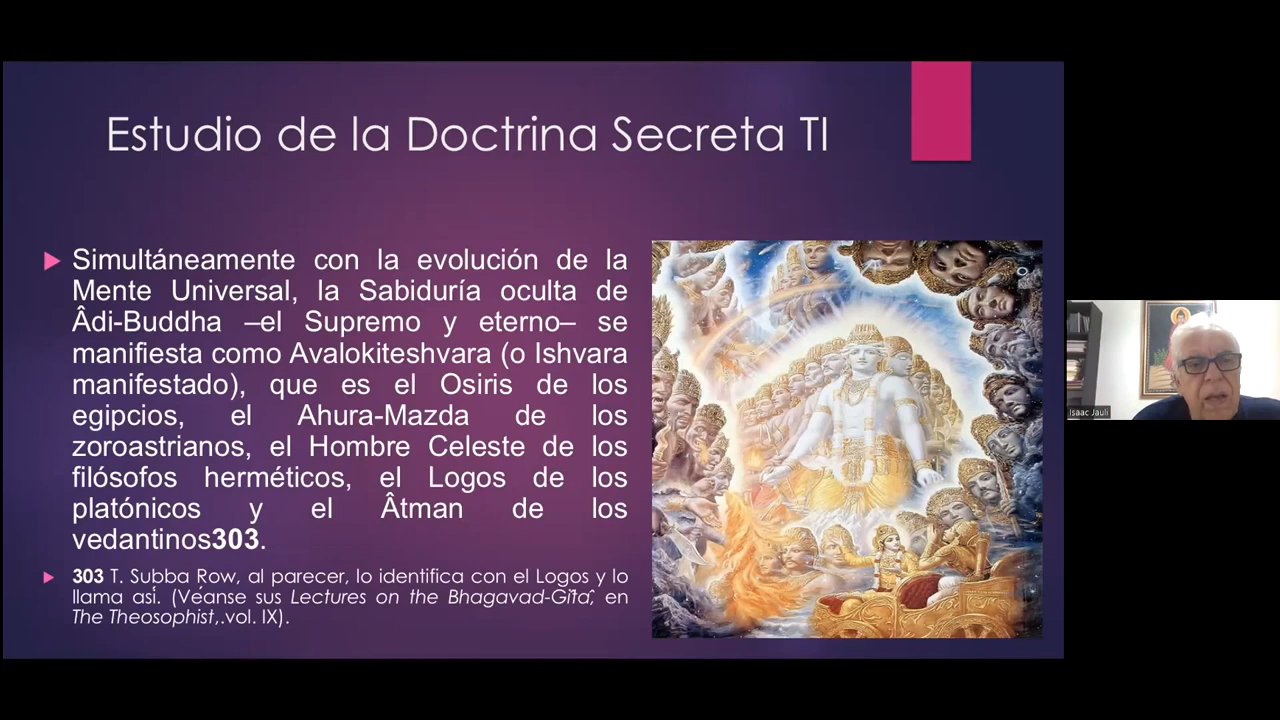 Estudio de la Doctrina Secreta TI
Simultáneamente con la evolución de la
Mente Universal, la Sabiduría oculta de
Âdi-Buddha –el Supremo y eterno– se
manifiesta como Avalokiteshvara (o Ishvara
manifestado), que es el Osiris de los
egipcios, el Ahura-Mazda de los
zoroastrianos, el Hombre Celeste de los
filósofos herméticos, el Logos de los
platónicos y el Âtman de los
vedantinos303.
303 T. Subba Row, al parecer, lo identifica con el Logos y lo
llama así. (Véanse sus Lectures on the Bhagavad-Gîtâ, en
The Theosophist,.vol. IX).
Isaac Jauli